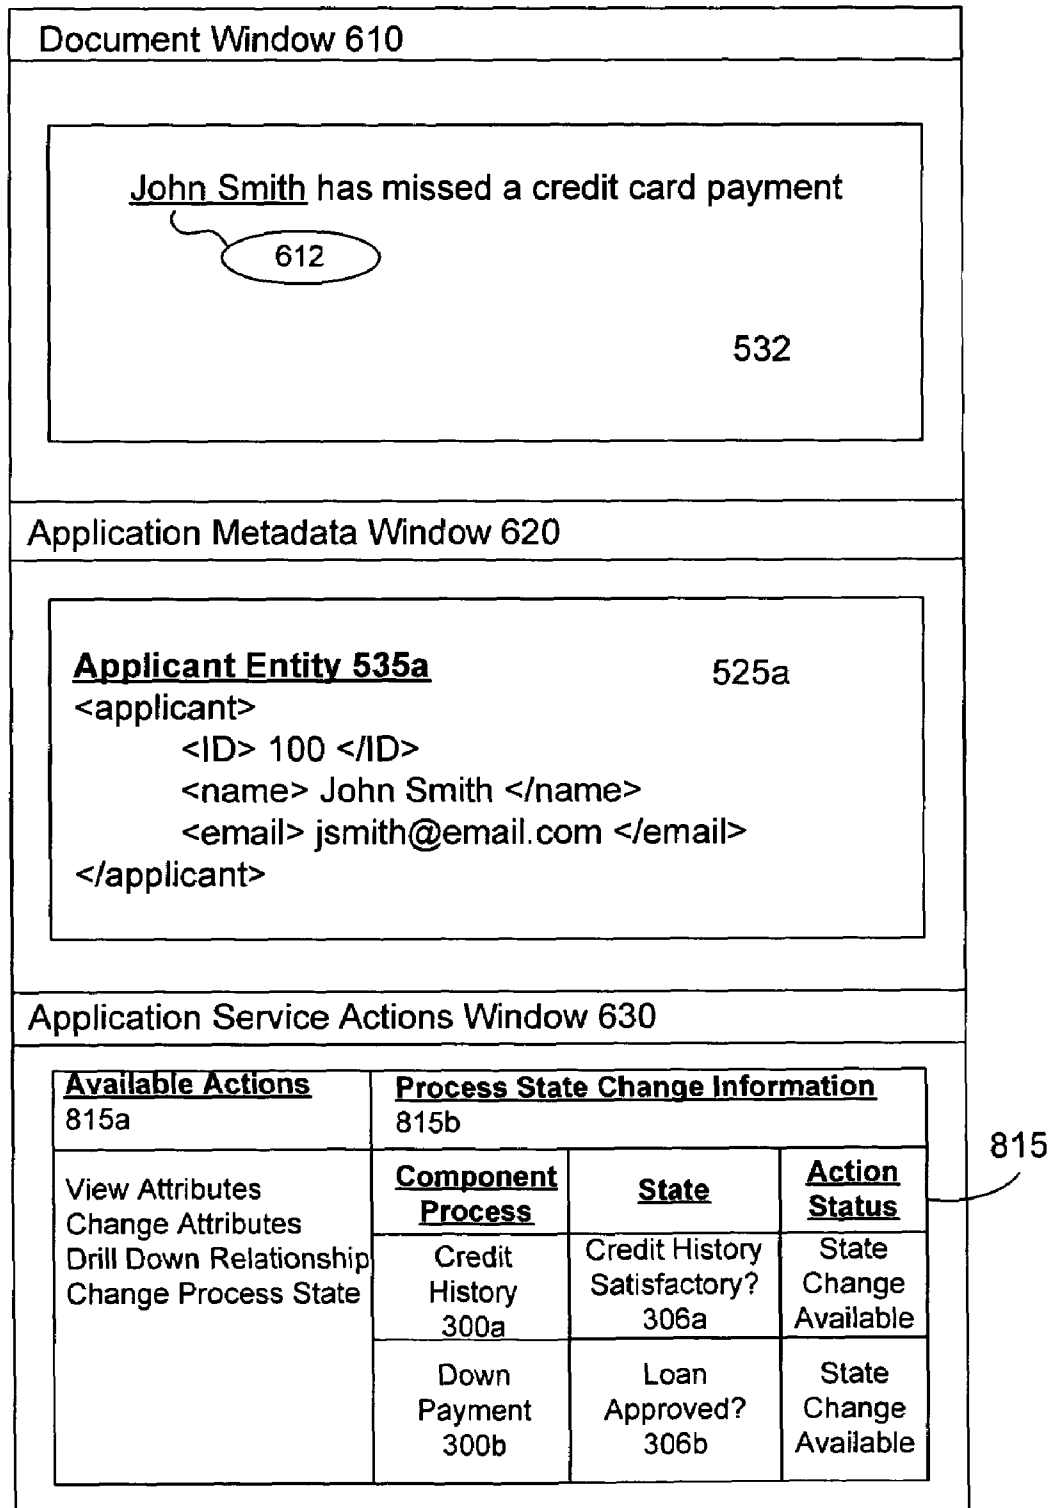 Document Window 610
John Smith has missed a credit card payment
612
532
Application Metadata Window 620
Applicant Entity 535a
525a
<applicant>
<ID> 100 </ID>
<name> John Smith </name>
<email> jsmith@email.com </email>
</applicant>
Application Service Actions Window 630
Available Actions
815a
Process State Change Information
815b
815
View Attributes
Change Attributes
Drill Down Relationship
Change Process State
Component
Process
State
Action
Status
Credit
History
300a
Credit History
Satisfactory?
306a
State
Change
Available
Down
Payment
300b
Loan
Approved?
306b
State
Change
Available